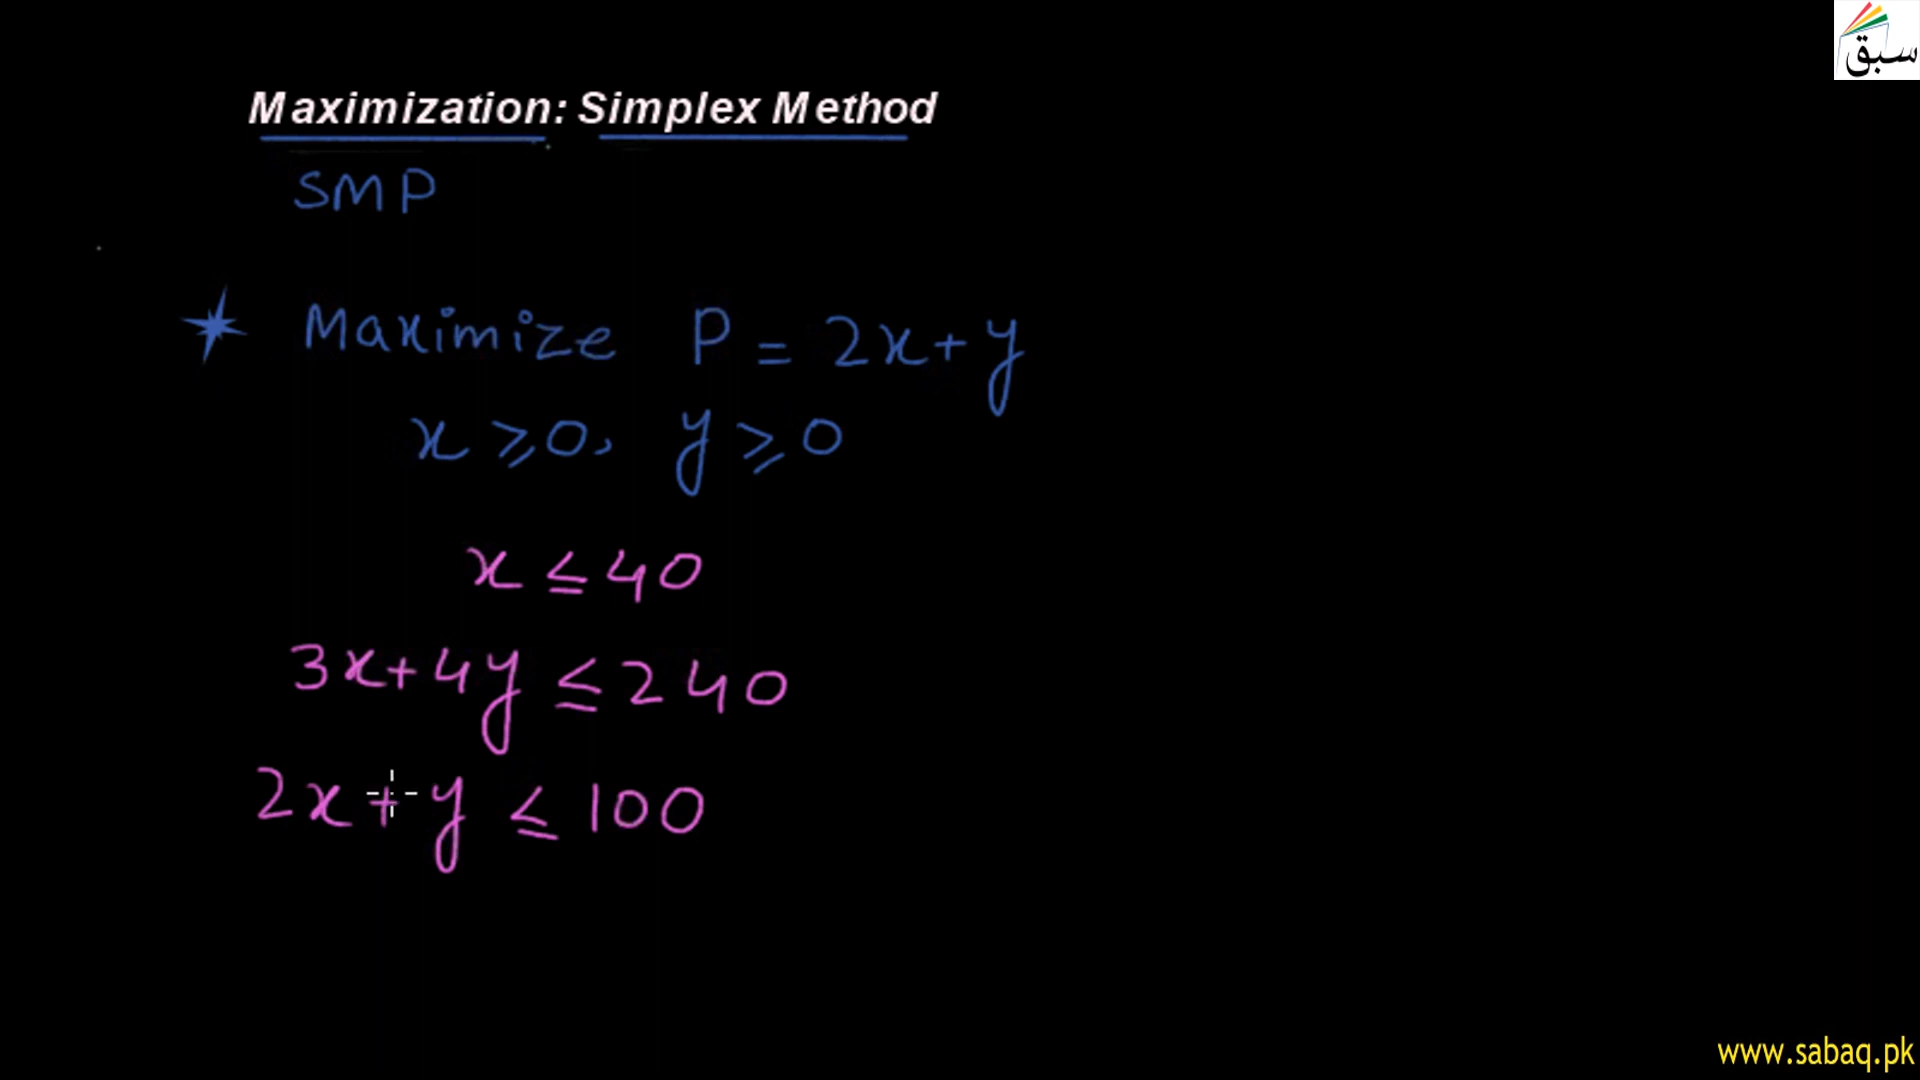 سبق
Maximization: Simplex Method
SMP
Maximize P = 2x+y
x ≥ 0, y ≥ 0
x ≤ 40
3x+4y ≤ 240
2x+y ≤ 100
www.sabaq.pk